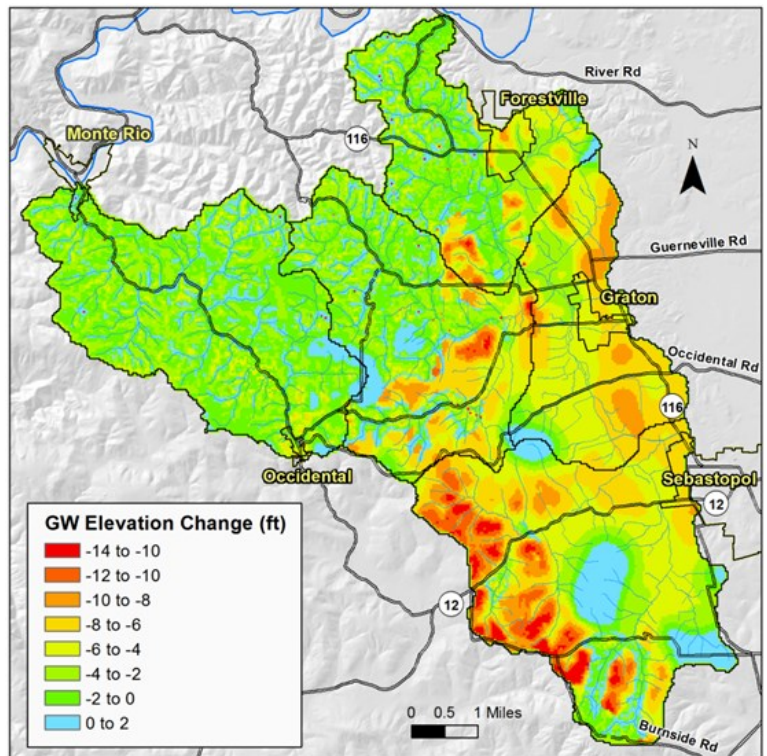 River Rd
Forestville
Monte Rio
116
N
Guerneville Rd
Graton
Occidental Rd
116
Occidental
Sebastopol
12
GW Elevation Change (ft)
-14 to -10
-12 to -10
-10 to -8
-8 to -6
-6 to -4
-4 to -2
-2 to 0
0 to 2
12
0 0.5 1 Miles
Burnside Rd